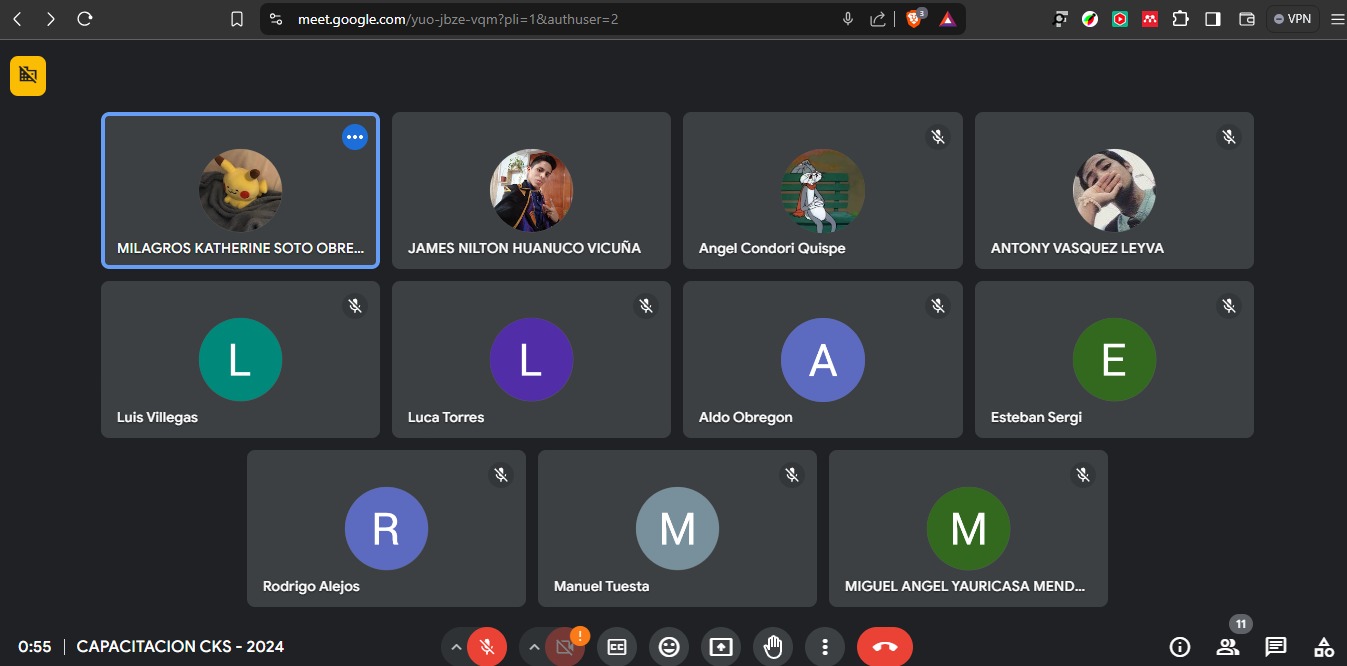 meet.google.com/yuo-jbze-vqm?pli=1&authuser=2
3
VPN
MILAGROS KATHERINE SOTO OBRE...
JAMES NILTON HUANUCO VICUÑA
Angel Condori Quispe
ANTONY VASQUEZ LEYVA
L
L
A
E
Luis Villegas
Luca Torres
Aldo Obregon
Esteban Sergi
R
M
M
Rodrigo Alejos
Manuel Tuesta
MIGUEL ANGEL YAURICASA MEND...
11
0:55
CAPACITACION CKS - 2024
!
CC